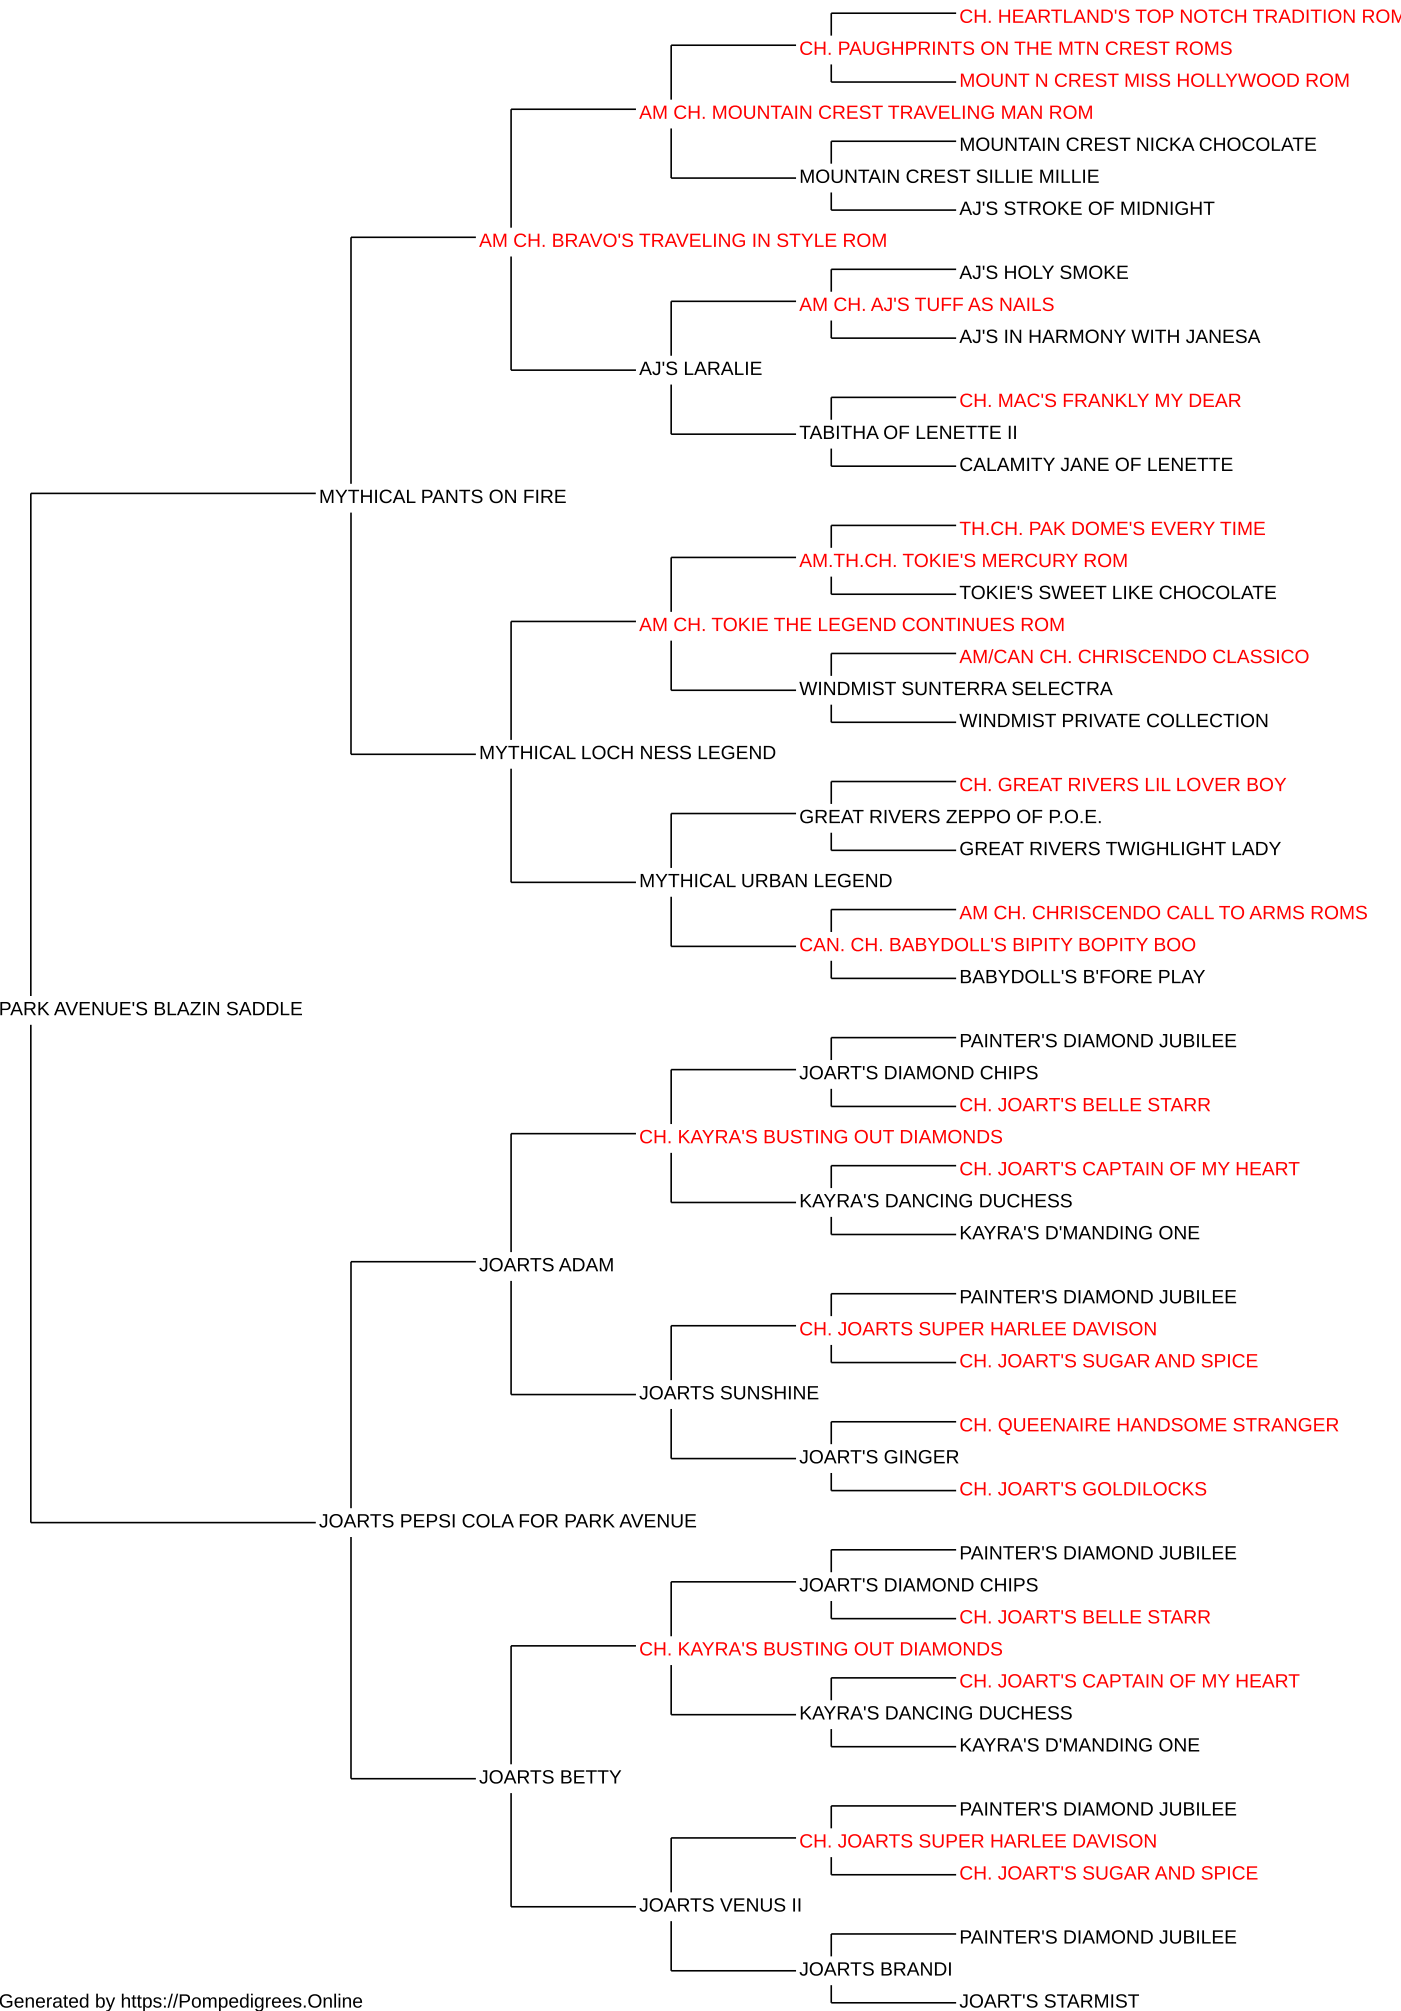 CH. HEARTLAND'S TOP NOTCH TRADITION ROM
CH. PAUGHPRINTS ON THE MTN CREST ROMS
MOUNT N CREST MISS HOLLYWOOD ROM
AM CH. MOUNTAIN CREST TRAVELING MAN ROM
MOUNTAIN CREST NICKA CHOCOLATE
MOUNTAIN CREST SILLIE MILLIE
AJ'S STROKE OF MIDNIGHT
AM CH. BRAVO'S TRAVELING IN STYLE ROM
AJ'S HOLY SMOKE
AM CH. AJ'S TUFF AS NAILS
AJ'S IN HARMONY WITH JANESA
AJ'S LARALIE
CH. MAC'S FRANKLY MY DEAR
TABITHA OF LENETTE II
CALAMITY JANE OF LENETTE
MYTHICAL PANTS ON FIRE
TH.CH. PAK DOME'S EVERY TIME
AM.TH.CH. TOKIE'S MERCURY ROM
TOKIE'S SWEET LIKE CHOCOLATE
AM CH. TOKIE THE LEGEND CONTINUES ROM
AM/CAN CH. CHRISCENDO CLASSICO
WINDMIST SUNTERRA SELECTRA
WINDMIST PRIVATE COLLECTION
MYTHICAL LOCH NESS LEGEND
CH. GREAT RIVERS LIL LOVER BOY
GREAT RIVERS ZEPPO OF P.O.E.
GREAT RIVERS TWIGHLIGHT LADY
MYTHICAL URBAN LEGEND
AM CH. CHRISCENDO CALL TO ARMS ROMS
CAN. CH. BABYDOLL'S BIPITY BOPITY BOO
BABYDOLL'S B'FORE PLAY
PARK AVENUE'S BLAZIN SADDLE
PAINTER'S DIAMOND JUBILEE
JOART'S DIAMOND CHIPS
CH. JOART'S BELLE STARR
CH. KAYRA'S BUSTING OUT DIAMONDS
CH. JOART'S CAPTAIN OF MY HEART
KAYRA'S DANCING DUCHESS
KAYRA'S D'MANDING ONE
JOARTS ADAM
PAINTER'S DIAMOND JUBILEE
CH. JOARTS SUPER HARLEE DAVISON
CH. JOART'S SUGAR AND SPICE
JOARTS SUNSHINE
CH. QUEENAIRE HANDSOME STRANGER
JOART'S GINGER
CH. JOART'S GOLDILOCKS
JOARTS PEPSI COLA FOR PARK AVENUE
PAINTER'S DIAMOND JUBILEE
JOART'S DIAMOND CHIPS
CH. JOART'S BELLE STARR
CH. KAYRA'S BUSTING OUT DIAMONDS
CH. JOART'S CAPTAIN OF MY HEART
KAYRA'S DANCING DUCHESS
KAYRA'S D'MANDING ONE
JOARTS BETTY
PAINTER'S DIAMOND JUBILEE
CH. JOARTS SUPER HARLEE DAVISON
CH. JOART'S SUGAR AND SPICE
JOARTS VENUS II
PAINTER'S DIAMOND JUBILEE
JOARTS BRANDI
JOART'S STARMIST
Generated by https://Pompedigrees.Online